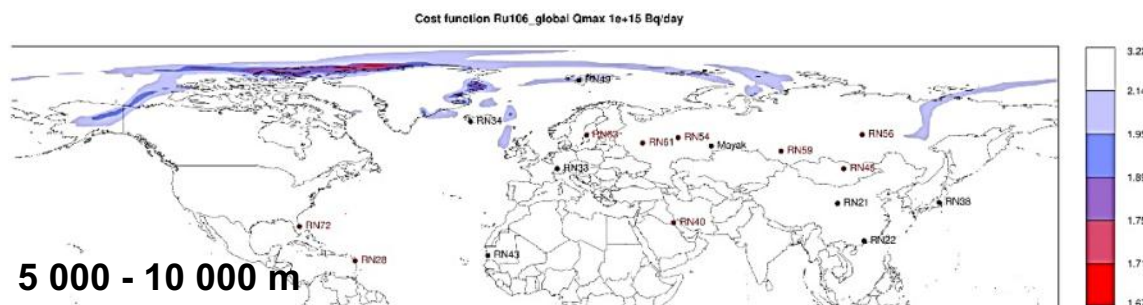 Cost function Ru106_global Qmax 1e+15 Bq/day
3.22
2.14
RN49
1.95
RN34
RN63
RN61
RN54
Mayak
RN56
RN59
RN33
RN45
1.75
RN21
RN38
RN72
RN40
RN22
RN43
RN28
1.71
5 000 - 10 000 m